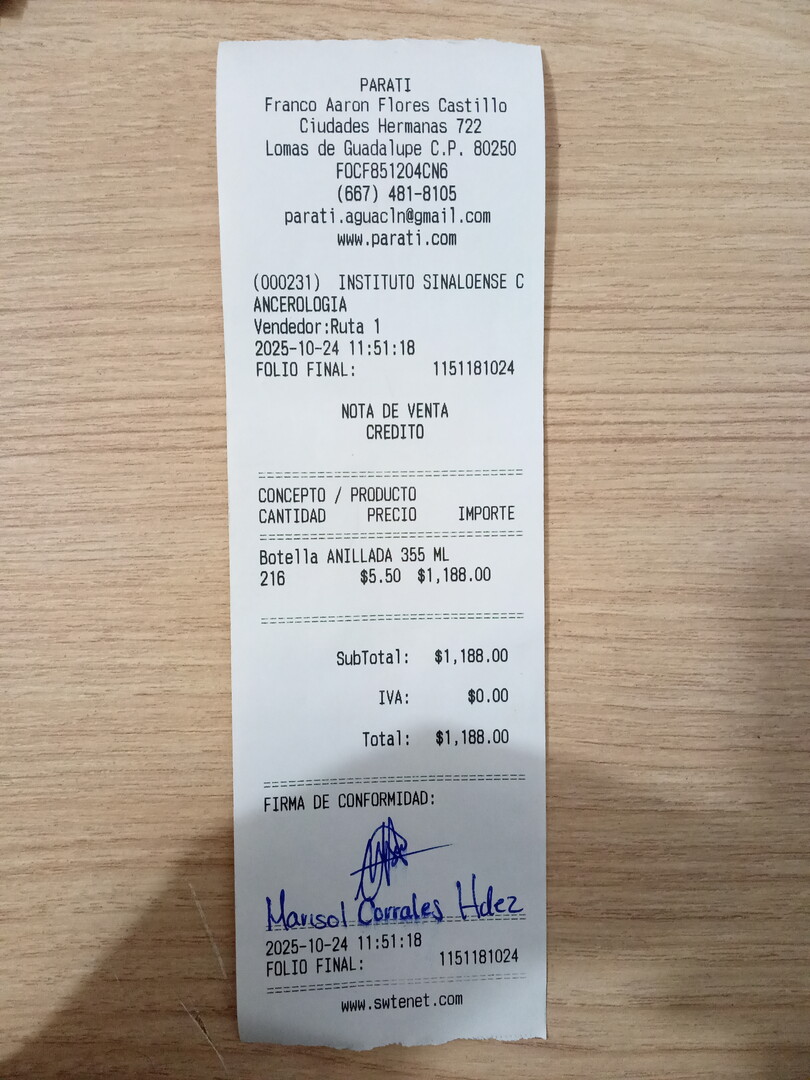 PARATI
Franco Aaron Flores Castillo
Ciudades Hermanas 722
Lomas de Guadalupe C.P. 80250
FOCF851204CN6
(667) 481-8105
parati.aguacln@gmail.com
www.parati.com
(000231) INSTITUTO SINALOENSE C
ANCEROLOGIA
Vendedor:Ruta 1
2025-10-24 11:51:18
FOLIO FINAL: 1151181024
NOTA DE VENTA
CREDITO
CONCEPTO / PRODUCTO
CANTIDAD PRECIO IMPORTE
Botella ANILLADA 355 ML
216 $5.50 $1,188.00
SubTotal: $1,188.00
IVA: $0.00
Total: $1,188.00
FIRMA DE CONFORMIDAD:
Marisol Corrales Hdez
2025-10-24 11:51:18
FOLIO FINAL: 1151181024
www.swtenet.com